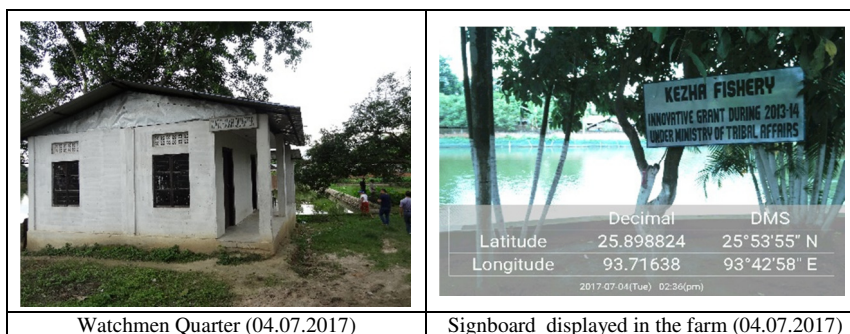 KEZHA FISHERY
INNOVATIVE GRANT DURING 2013-14
UNDER MINISTRY OF TRIBAL AFFAIRS
Decimal DMS
Latitude 25.898824 25°53'55" N
Longitude 93.71638 93°42'58" E
2017-07-04(Tue) 02:36(pm)
Watchmen Quarter (04.07.2017)
Signboard displayed in the farm (04.07.2017)